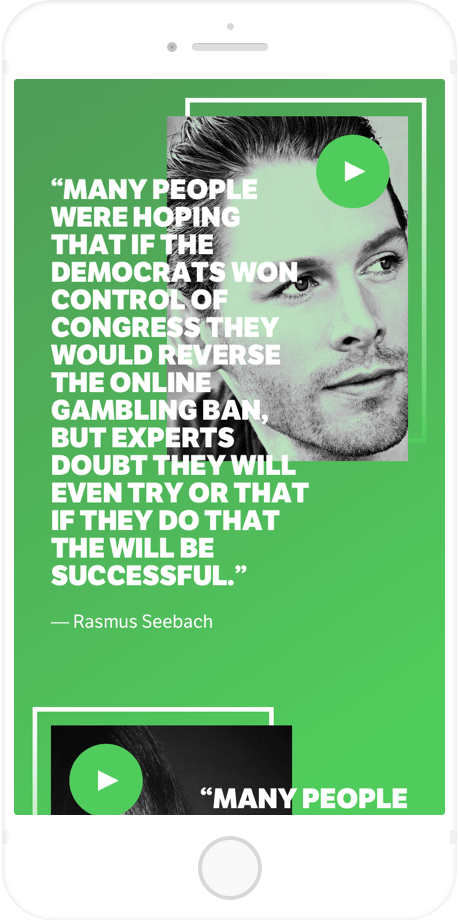 “MANY PEOPLE
WERE HOPING
THAT IF THE
DEMOCRATS WON
CONTROL OF
CONGRESS THEY
WOULD REVERSE
THE ONLINE
GAMBLING BAN,
BUT EXPERTS
DOUBT THEY WILL
EVEN TRY OR THAT
IF THEY DO THAT
THE WILL BE
SUCCESSFUL.”
— Rasmus Seebach
“MANY PEOPLE